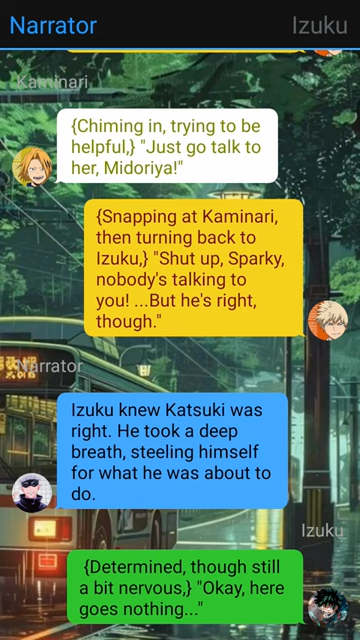 Narrator
Izuku
Kaminari
{Chiming in, trying to be
helpful,} "Just go talk to
her, Midoriya!"
{Snapping at Kaminari,
then turning back to
Izuku,} "Shut up, Sparky,
nobody's talking to
you! ...But he's right,
though."
Narrator
Izuku knew Katsuki was
right. He took a deep
breath, steeling himself
for what he was about to
do.
Izuku
{Determined, though still
a bit nervous,} "Okay, here
goes nothing..."